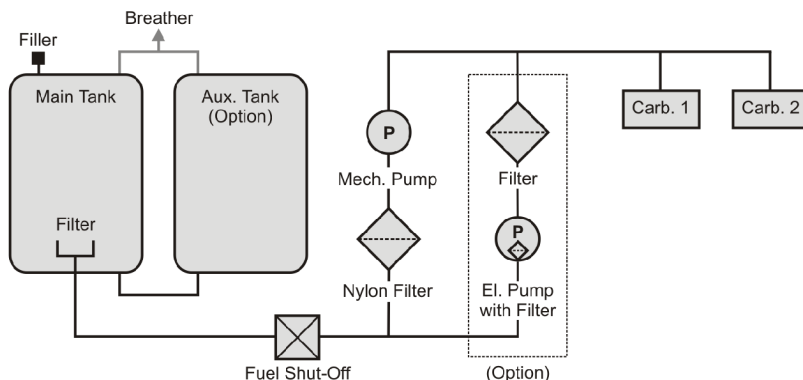 Breather
Filler
Main Tank
Aux. Tank
(Option)
Carb. 1
Carb. 2
P
Mech. Pump
Filter
Filter
P
Nylon Filter
El. Pump
with Filter
Fuel Shut-Off
(Option)